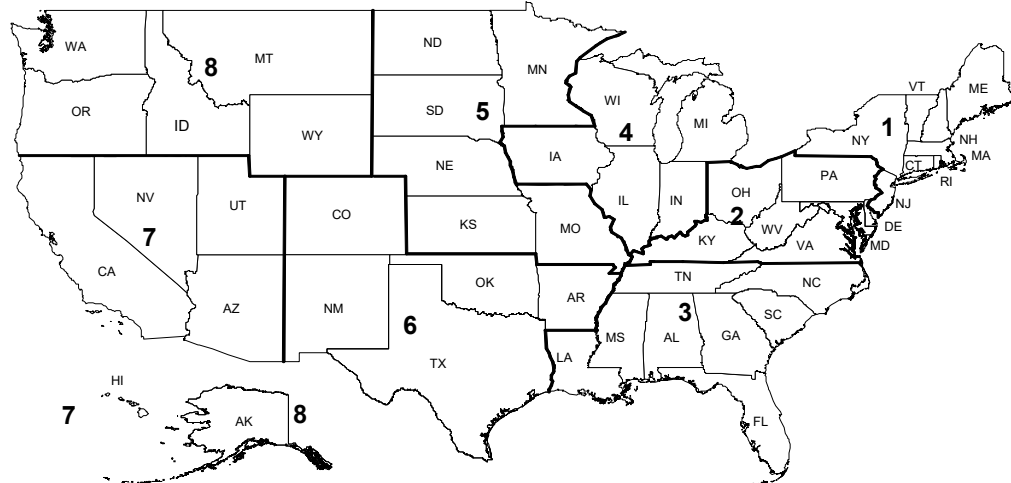 WA
MT
ND
MN
ME
VT
8
OR
ID
WY
SD
5
WI
4
MI
NY
1
NH
MA
CT
RI
NE
IA
PA
NV
UT
CO
KS
MO
IL
IN
OH
2
WV
VA
NJ
DE
MD
KY
7
CA
AZ
NM
OK
AR
TN
NC
SC
6
TX
LA
MS
AL
3
GA
HI
7
AK
8
FL